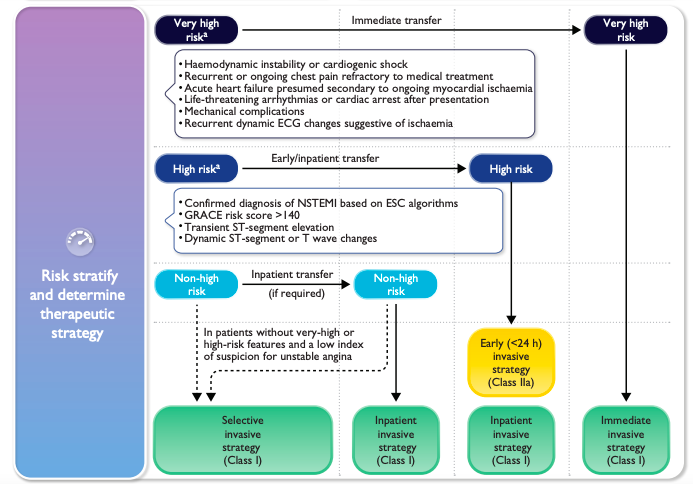 Very high
riskª
Immediate transfer
Very high
risk
• Haemodynamic instability or cardiogenic shock
• Recurrent or ongoing chest pain refractory to medical treatment
• Acute heart failure presumed secondary to ongoing myocardial ischaemia
• Life-threatening arrhythmias or cardiac arrest after presentation
• Mechanical complications
• Recurrent dynamic ECG changes suggestive of ischaemia
High riskª
Early/inpatient transfer
High risk
• Confirmed diagnosis of NSTEMI based on ESC algorithms
• GRACE risk score >140
• Transient ST-segment elevation
• Dynamic ST-segment or T wave changes
Risk stratify
and determine
therapeutic
strategy
Non-high
risk
Inpatient transfer
(if required)
Non-high
risk
In patients without very-high or
high-risk features and a low index
of suspicion for unstable angina
Early (<24 h)
invasive
strategy
(Class IIa)
Selective
invasive
strategy
(Class I)
Inpatient
invasive
strategy
(Class I)
Inpatient
invasive
strategy
(Class I)
Immediate
invasive
strategy
(Class I)